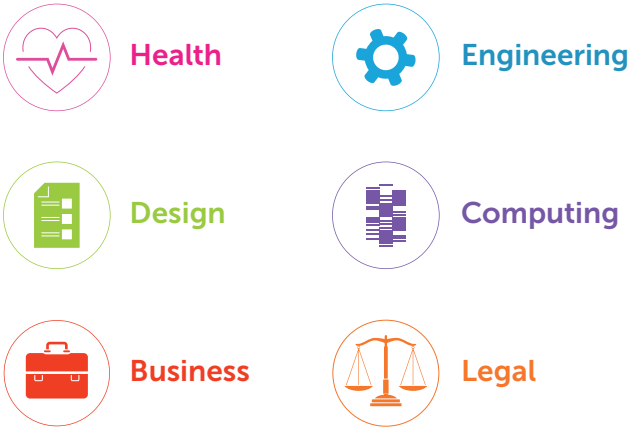 Health
Engineering
Design
Computing
Business
Legal